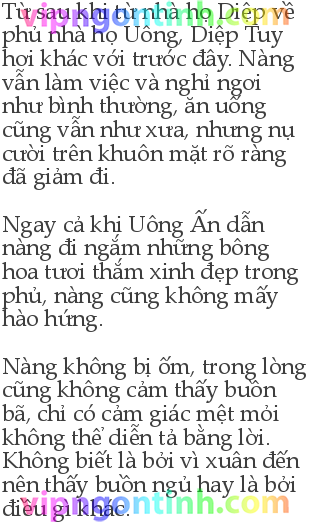 Từ sau khi từ nhà họ Diệp về
phủ nhà họ Uông, Diệp Tuy
hơi khác với trước đây. Nàng
vẫn làm việc và nghỉ ngơi
như bình thường, ăn uống
cũng vẫn như xưa, nhưng nụ
cười trên khuôn mặt rõ ràng
đã giảm đi.
Ngay cả khi Uông Ấn dẫn
nàng đi ngắm những bông
hoa tươi thắm xinh đẹp trong
phủ, nàng cũng không mấy
hào hứng.
Nàng không bị ốm, trong lòng
cũng không cảm thấy buồn
bã, chỉ có cảm giác mệt mỏi
không thể diễn tả bằng lời.
Không biết là bởi vì xuân đến
nên thấy buồn ngủ hay là bởi
điều gì khác.
vipngontinh.com
vipngontinh.com